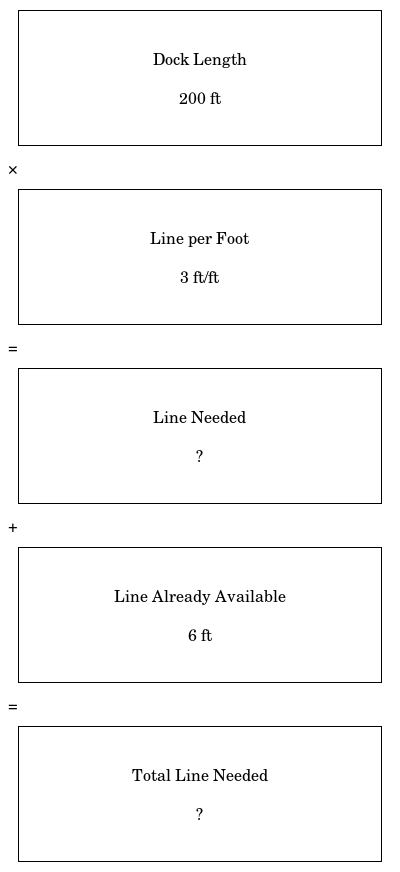 Dock Length
200 ft
×
Line per Foot
3 ft/ft
=
Line Needed
?
+
Line Already Available
6 ft
=
Total Line Needed
?